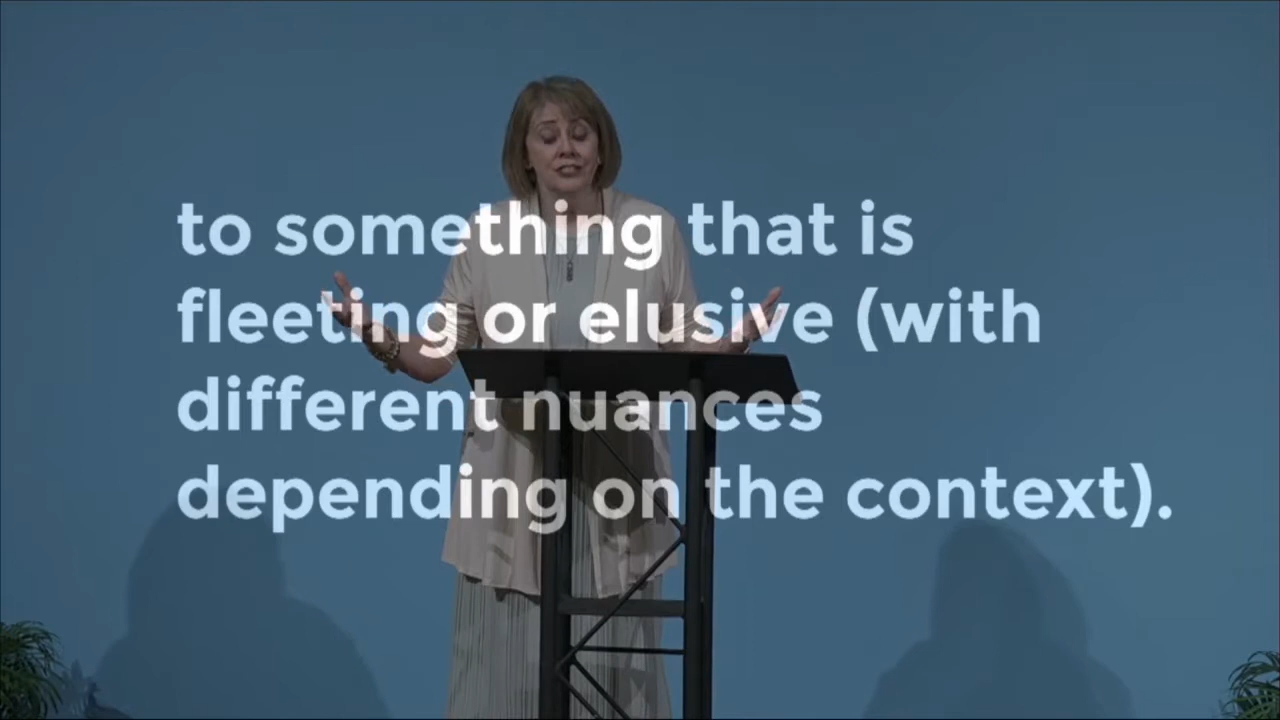 to something that is
fleeting or elusive (with
different nuances
depending on the context).